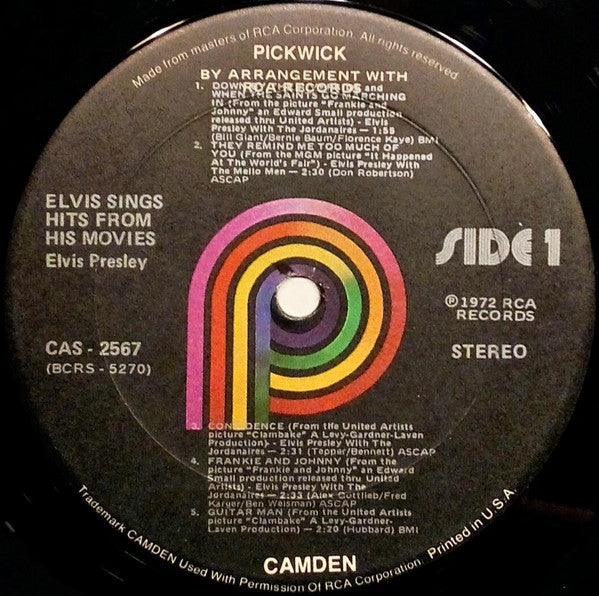 Made from masters of RCA Corporation. All rights reserved.
PICKWICK
BY ARRANGEMENT WITH
RCA RECORDS
1. DOWN BY THE and
WHEN THE SAINTS GO MARCHING
IN (From the picture "Frankie and
Johnny" an Edward Small production
released thru United Artists) - Elvis
Presley With The Jordanaires — 1:55
(Bill Giant/Bernie Baum/Florence Kaye) BMI
2. THEY REMIND ME TOO MUCH OF
YOU (From the MGM picture "It Happened
At The World's Fair") - Elvis Presley With
The Mello Men — 2:30 (Don Robertson)
ASCAP
ELVIS SINGS
HITS FROM
HIS MOVIES
Elvis Presley
CAS - 2567
(BCRS - 5270)
SIDE 1
℗ 1972 RCA
RECORDS
STEREO
3. CONFIDENCE (From the United Artists
picture "Clambake" A Levy-Gardner-Laven
Production) - Elvis Presley With The
Jordanaires — 2:31 (Tepper/Bennett) ASCAP
4. FRANKIE AND JOHNNY (From the
picture "Frankie and Johnny" an Edward
Small production released thru United
Artists) - Elvis Presley With The
Jordanaires — 2:33 (Alex Gottlieb/Fred
Karger/Ben Weisman) ASCAP
5. GUITAR MAN (From the United Artists
picture "Clambake" A Levy-Gardner-
Laven Production) — 2:20 (Hubbard) BMI
CAMDEN
Trademark CAMDEN Used With Permission Of RCA Corporation. Printed in U.S.A.